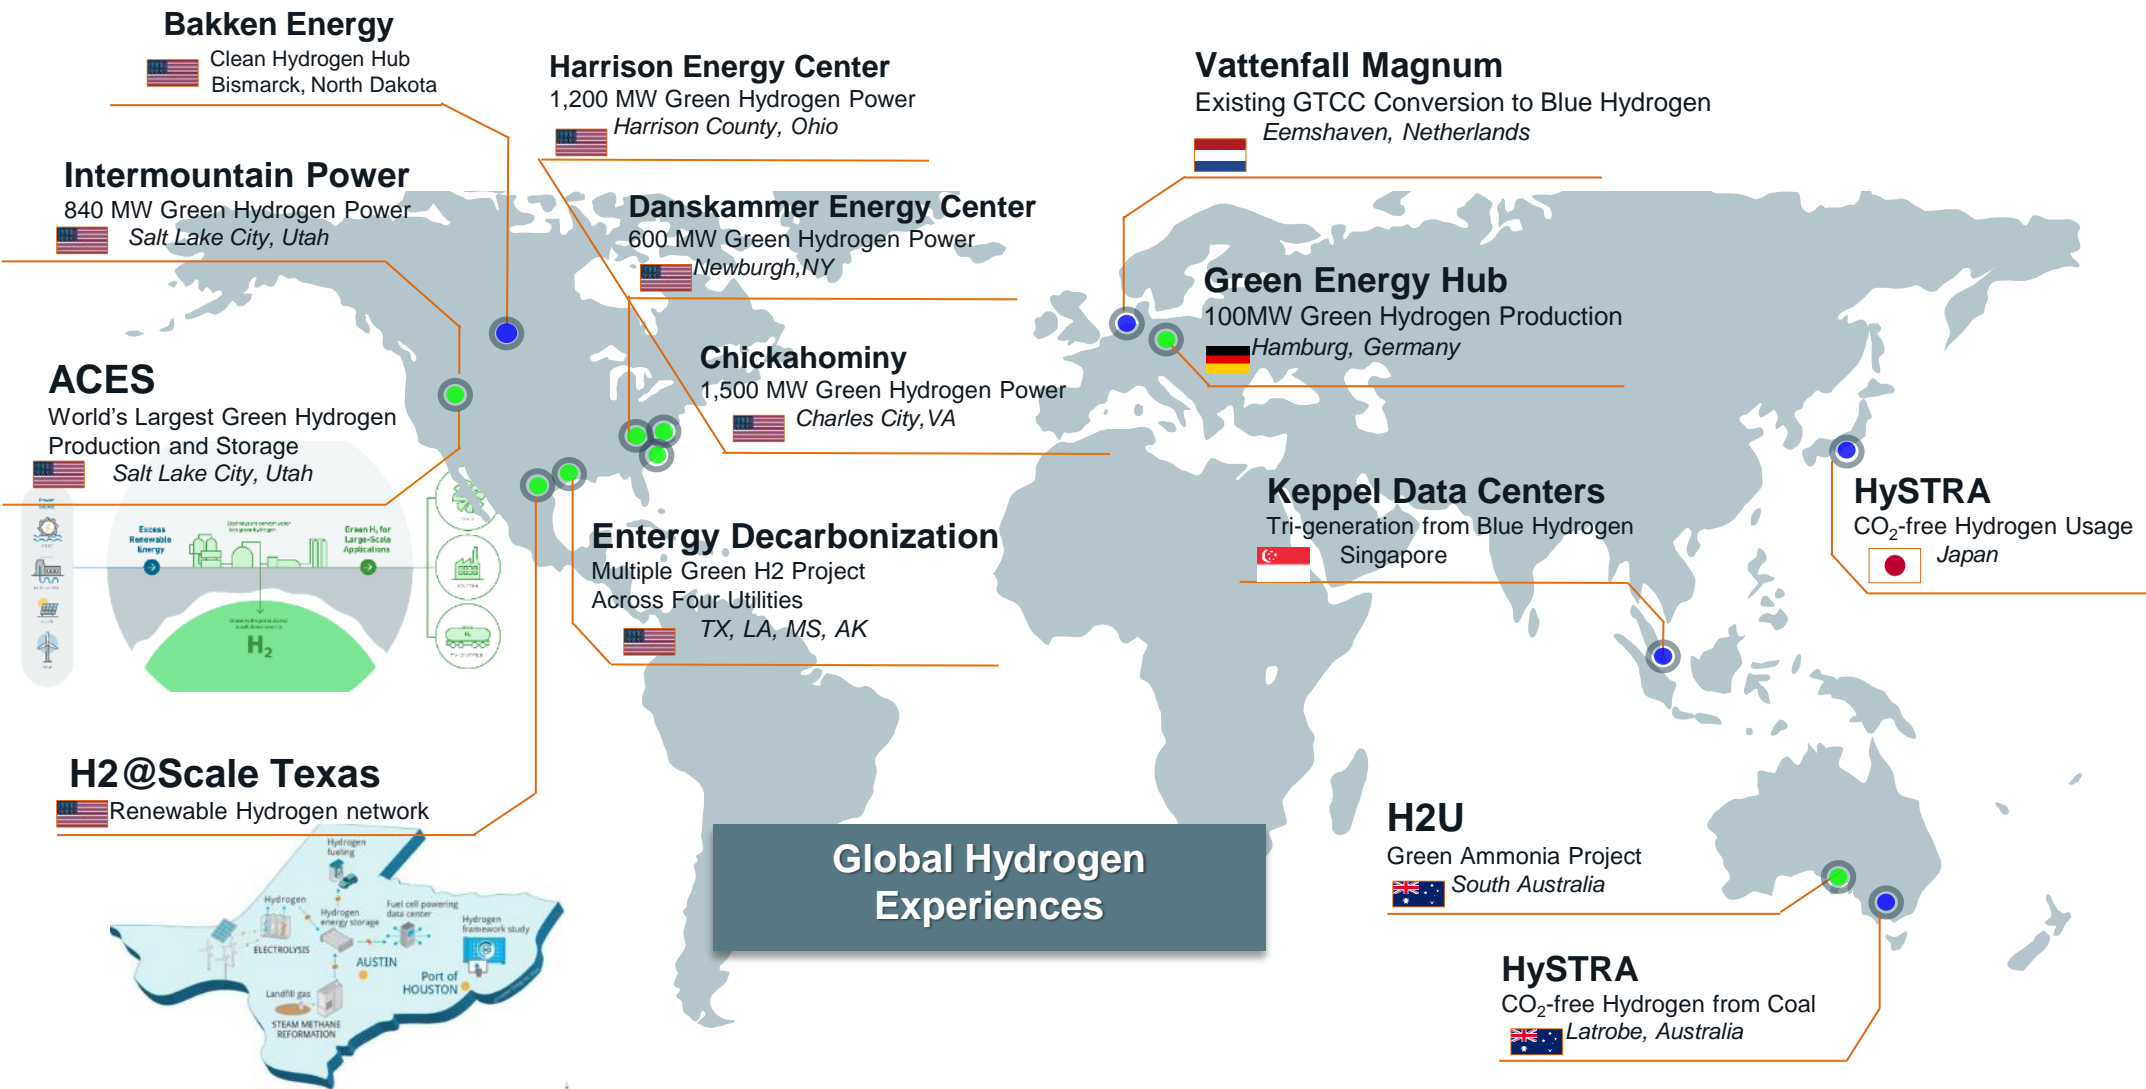 Bakken Energy
Clean Hydrogen Hub
Bismarck, North Dakota
Harrison Energy Center
1,200 MW Green Hydrogen Power
Harrison County, Ohio
Vattenfall Magnum
Existing GTCC Conversion to Blue Hydrogen
Eemshaven, Netherlands
Intermountain Power
840 MW Green Hydrogen Power
Salt Lake City, Utah
Danskammer Energy Center
600 MW Green Hydrogen Power
Newburgh,NY
Green Energy Hub
100MW Green Hydrogen Production
Hamburg, Germany
Chickahominy
1,500 MW Green Hydrogen Power
Charles City,VA
ACES
World's Largest Green Hydrogen
Production and Storage
Salt Lake City, Utah
Excess
Renewable
Energy
Green H₂ for
Large-Scale
Applications
H₂
Keppel Data Centers
Tri-generation from Blue Hydrogen
Singapore
HySTRA
CO₂-free Hydrogen Usage
Japan
Entergy Decarbonization
Multiple Green H2 Project
Across Four Utilities
TX, LA, MS, AK
H2@Scale Texas
Renewable Hydrogen network
Hydrogen
fueling
Hydrogen
Hydrogen
energy storage
Fuel cell powering
data center
Hydrogen
framework study
ELECTROLYSIS
AUSTIN
Port of
HOUSTON
Landfill gas
STEAM METHANE
REFORMATION
Global Hydrogen
Experiences
H2U
Green Ammonia Project
South Australia
HySTRA
CO₂-free Hydrogen from Coal
Latrobe, Australia